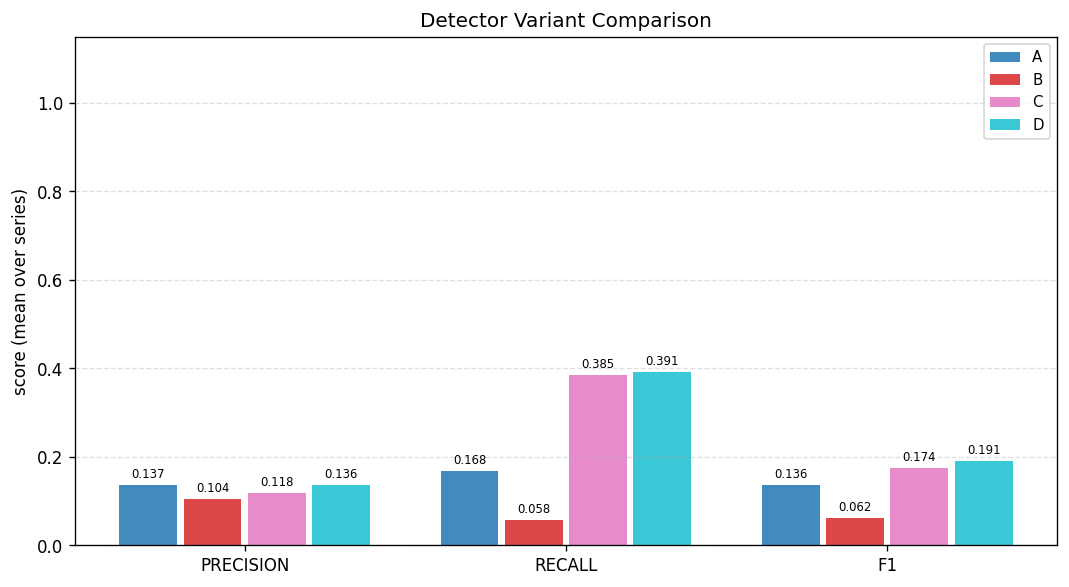 Detector Variant Comparison
A
B
C
D
score (mean over series)
1.0
0.8
0.6
0.4
0.2
0.0
0.137
0.104
0.118
0.136
0.168
0.058
0.385
0.391
0.136
0.062
0.174
0.191
PRECISION
RECALL
F1